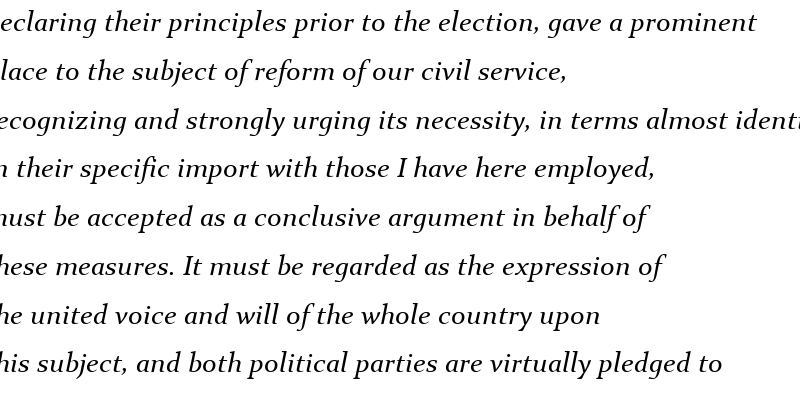 eclaring their principles prior to the election, gave a prominent
lace to the subject of reform of our civil service,
ecognizing and strongly urging its necessity, in terms almost identi
n their specific import with those I have here employed,
must be accepted as a conclusive argument in behalf of
hese measures. It must be regarded as the expression of
he united voice and will of the whole country upon
his subject, and both political parties are virtually pledged to